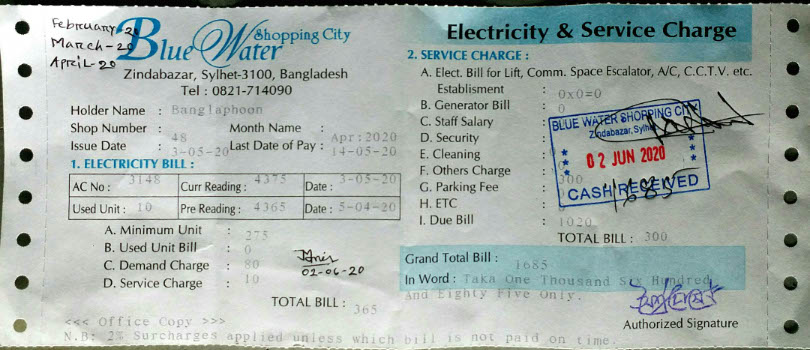 February-20
March-20
April-20
Blue Water Shopping City
Zindabazar, Sylhet-3100, Bangladesh
Tel : 0821-714090
Holder Name : Banglaphoon
Shop Number : 48 Month Name : Apr:2020
Issue Date : 3-05-20 Last Date of Pay : 14-05-20
1. ELECTRICITY BILL :
AC No : 3148 Curr Reading : 4375 Date : 3-05-20
Used Unit : 10 Pre Reading : 4365 Date : 5-04-20
A. Minimum Unit : 275
B. Used Unit Bill : 0
C. Demand Charge : 80
D. Service Charge : 10
02-06-20
TOTAL BILL : 365
<<< Office Copy >>>
N.B: 2% Surcharges applied unless which bill is not paid on time.
Electricity & Service Charge
2. SERVICE CHARGE :
A. Elect. Bill for Lift, Comm. Space Escalator, A/C, C.C.T.V. etc.
Establisment : 0x0=0
B. Generator Bill : 0
C. Staff Salary :
D. Security :
E. Cleaning :
F. Others Charge : 300
G. Parking Fee :
H. ETC :
I. Due Bill : 1020
BLUE WATER SHOPPING CITY
Zindabazar, Sylhet
02 JUN 2020
CASH RECEIVED
1685
TOTAL BILL : 300
Grand Total Bill : 1685
In Word : Taka One Thousand Six Hundred
And Eighty Five Only.
Authorized Signature